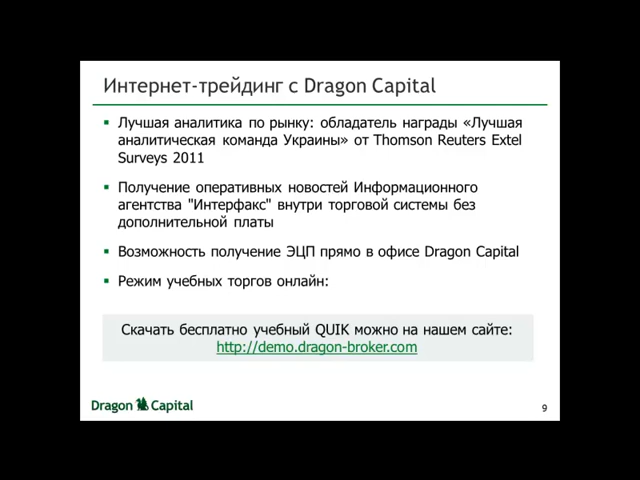 Интернет-трейдинг с Dragon Capital
Лучшая аналитика по рынку: обладатель награды «Лучшая
аналитическая команда Украины» от Thomson Reuters Extel
Surveys 2011
Получение оперативных новостей Информационного
агентства "Интерфакс" внутри торговой системы без
дополнительной платы
Возможность получение ЭЦП прямо в офисе Dragon Capital
Режим учебных торгов онлайн:
Скачать бесплатно учебный QUIK можно на нашем сайте:
http://demo.dragon-broker.com
Dragon Capital
9